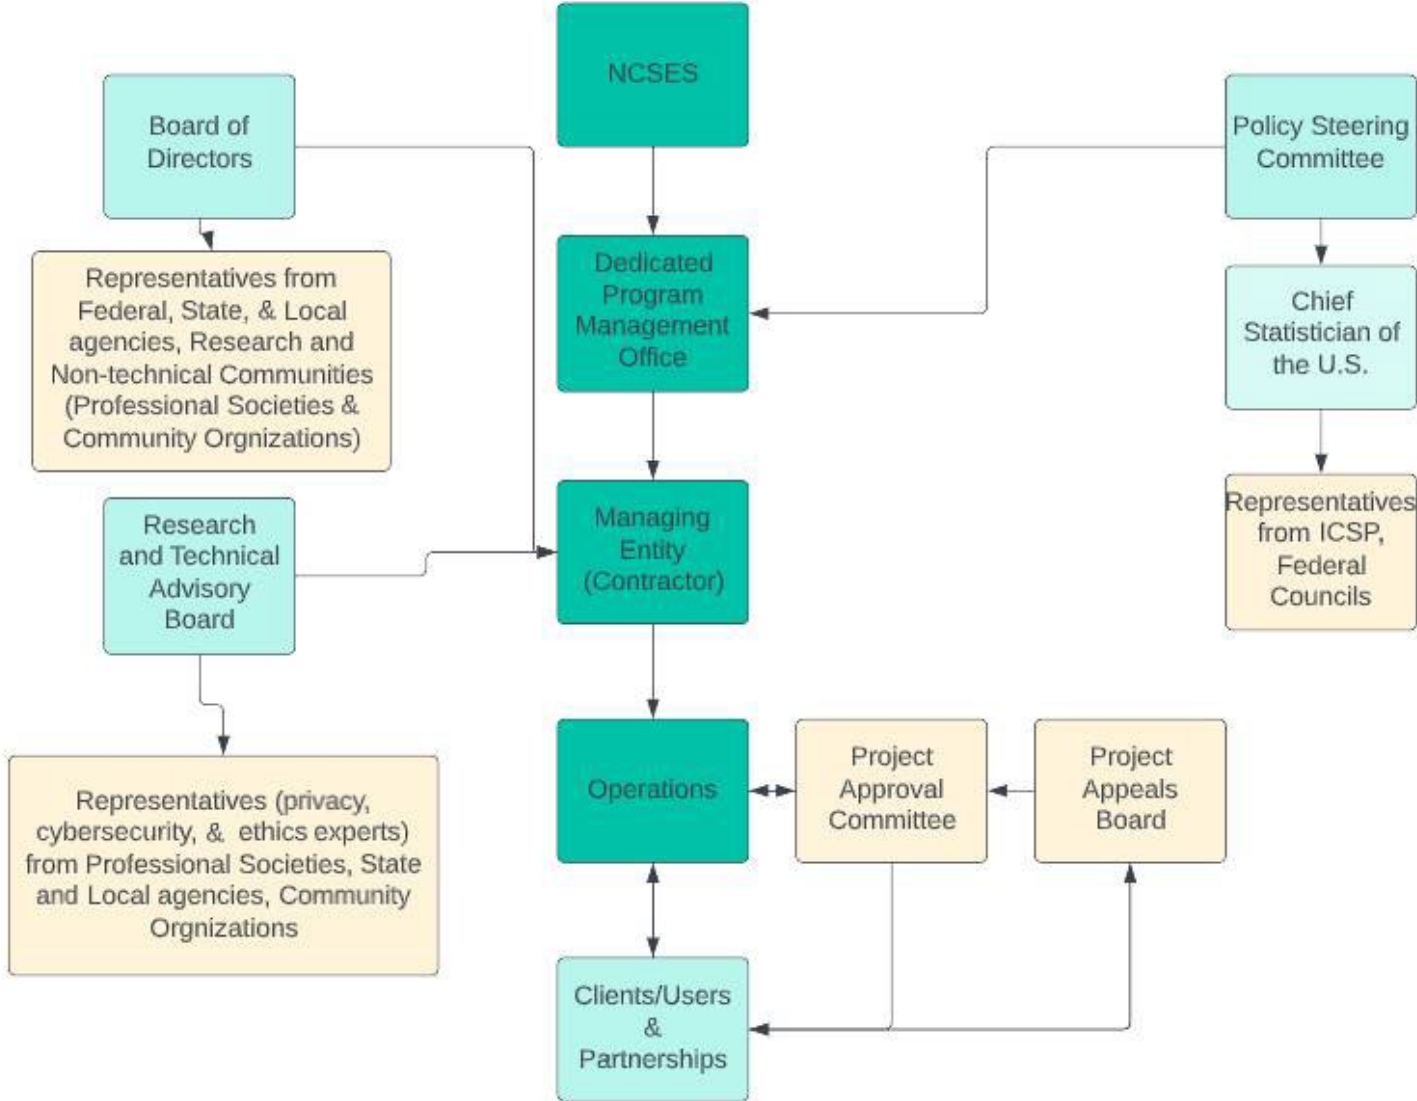 NCSES
Board of
Directors
Policy Steering
Committee
Representatives from
Federal, State, & Local
agencies, Research and
Non-technical Communities
(Professional Societies &
Community Orgnizations)
Dedicated
Program
Management
Office
Chief
Statistician of
the U.S.
Research
and Technical
Advisory
Board
Managing
Entity
(Contractor)
Representatives
from ICSP,
Federal
Councils
Representatives (privacy,
cybersecurity, & ethics experts)
from Professional Societies, State
and Local agencies, Community
Orgnizations
Operations
Project
Approval
Committee
Project
Appeals
Board
Clients/Users
&
Partnerships